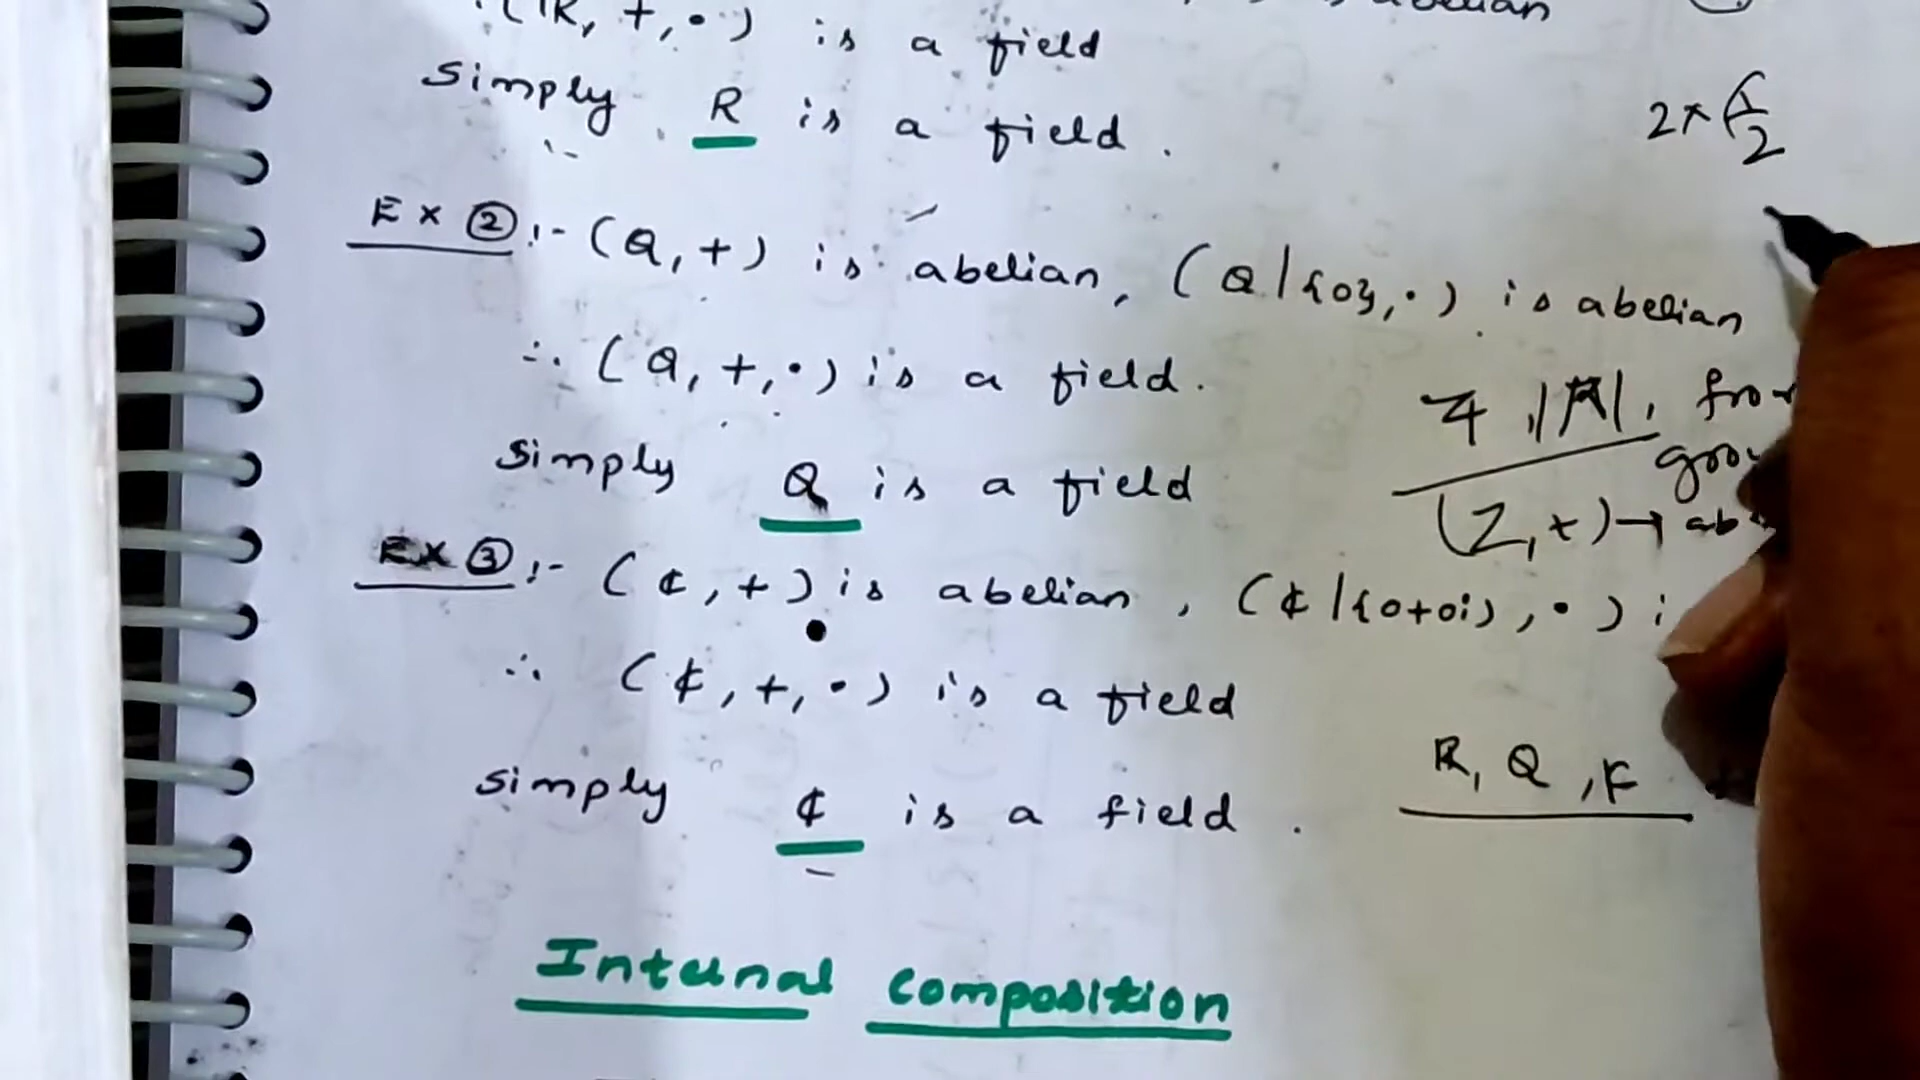 (R, +, •) is a field
Simply R is a field.
2 × 1/2
Ex ②:- (Q, +) is abelian, (Q|{0}, •) is abelian
∴ (Q, +, •) is a field.
Simply Q is a field
(Z, +) → ab
Ex ③:- (₵, +) is abelian, (₵|{0+0i), •) i
∴ (₵, +, •) is a field
R, Q, F
Simply ₵ is a field.
Internal composition